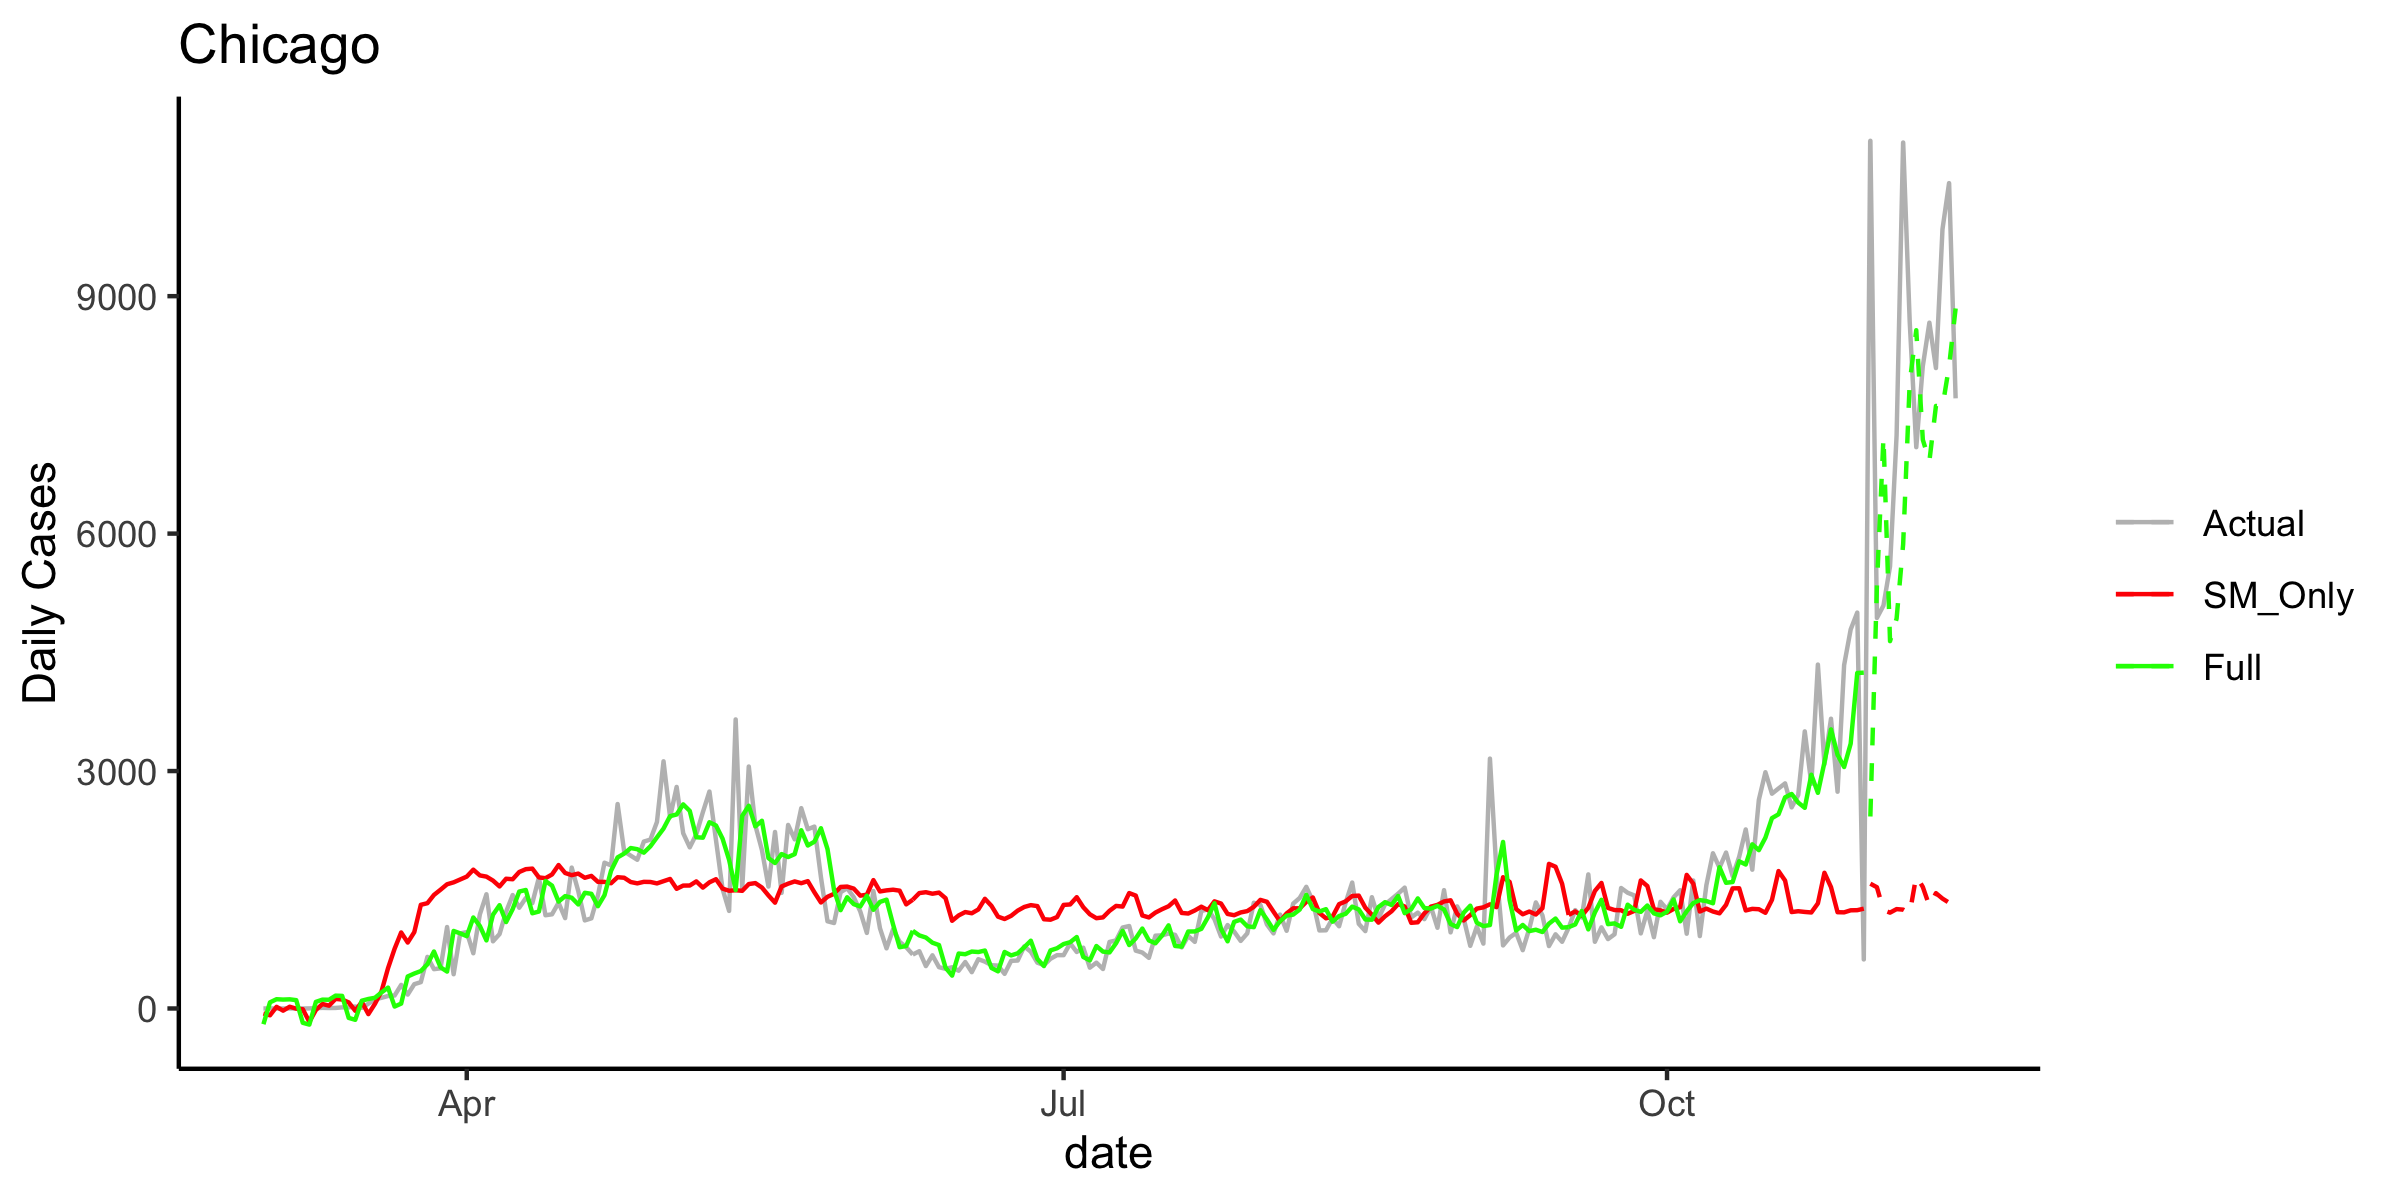 Chicago
Daily Cases
9000
6000
3000
0
Apr
Jul
Oct
date
Actual
SM_Only
Full